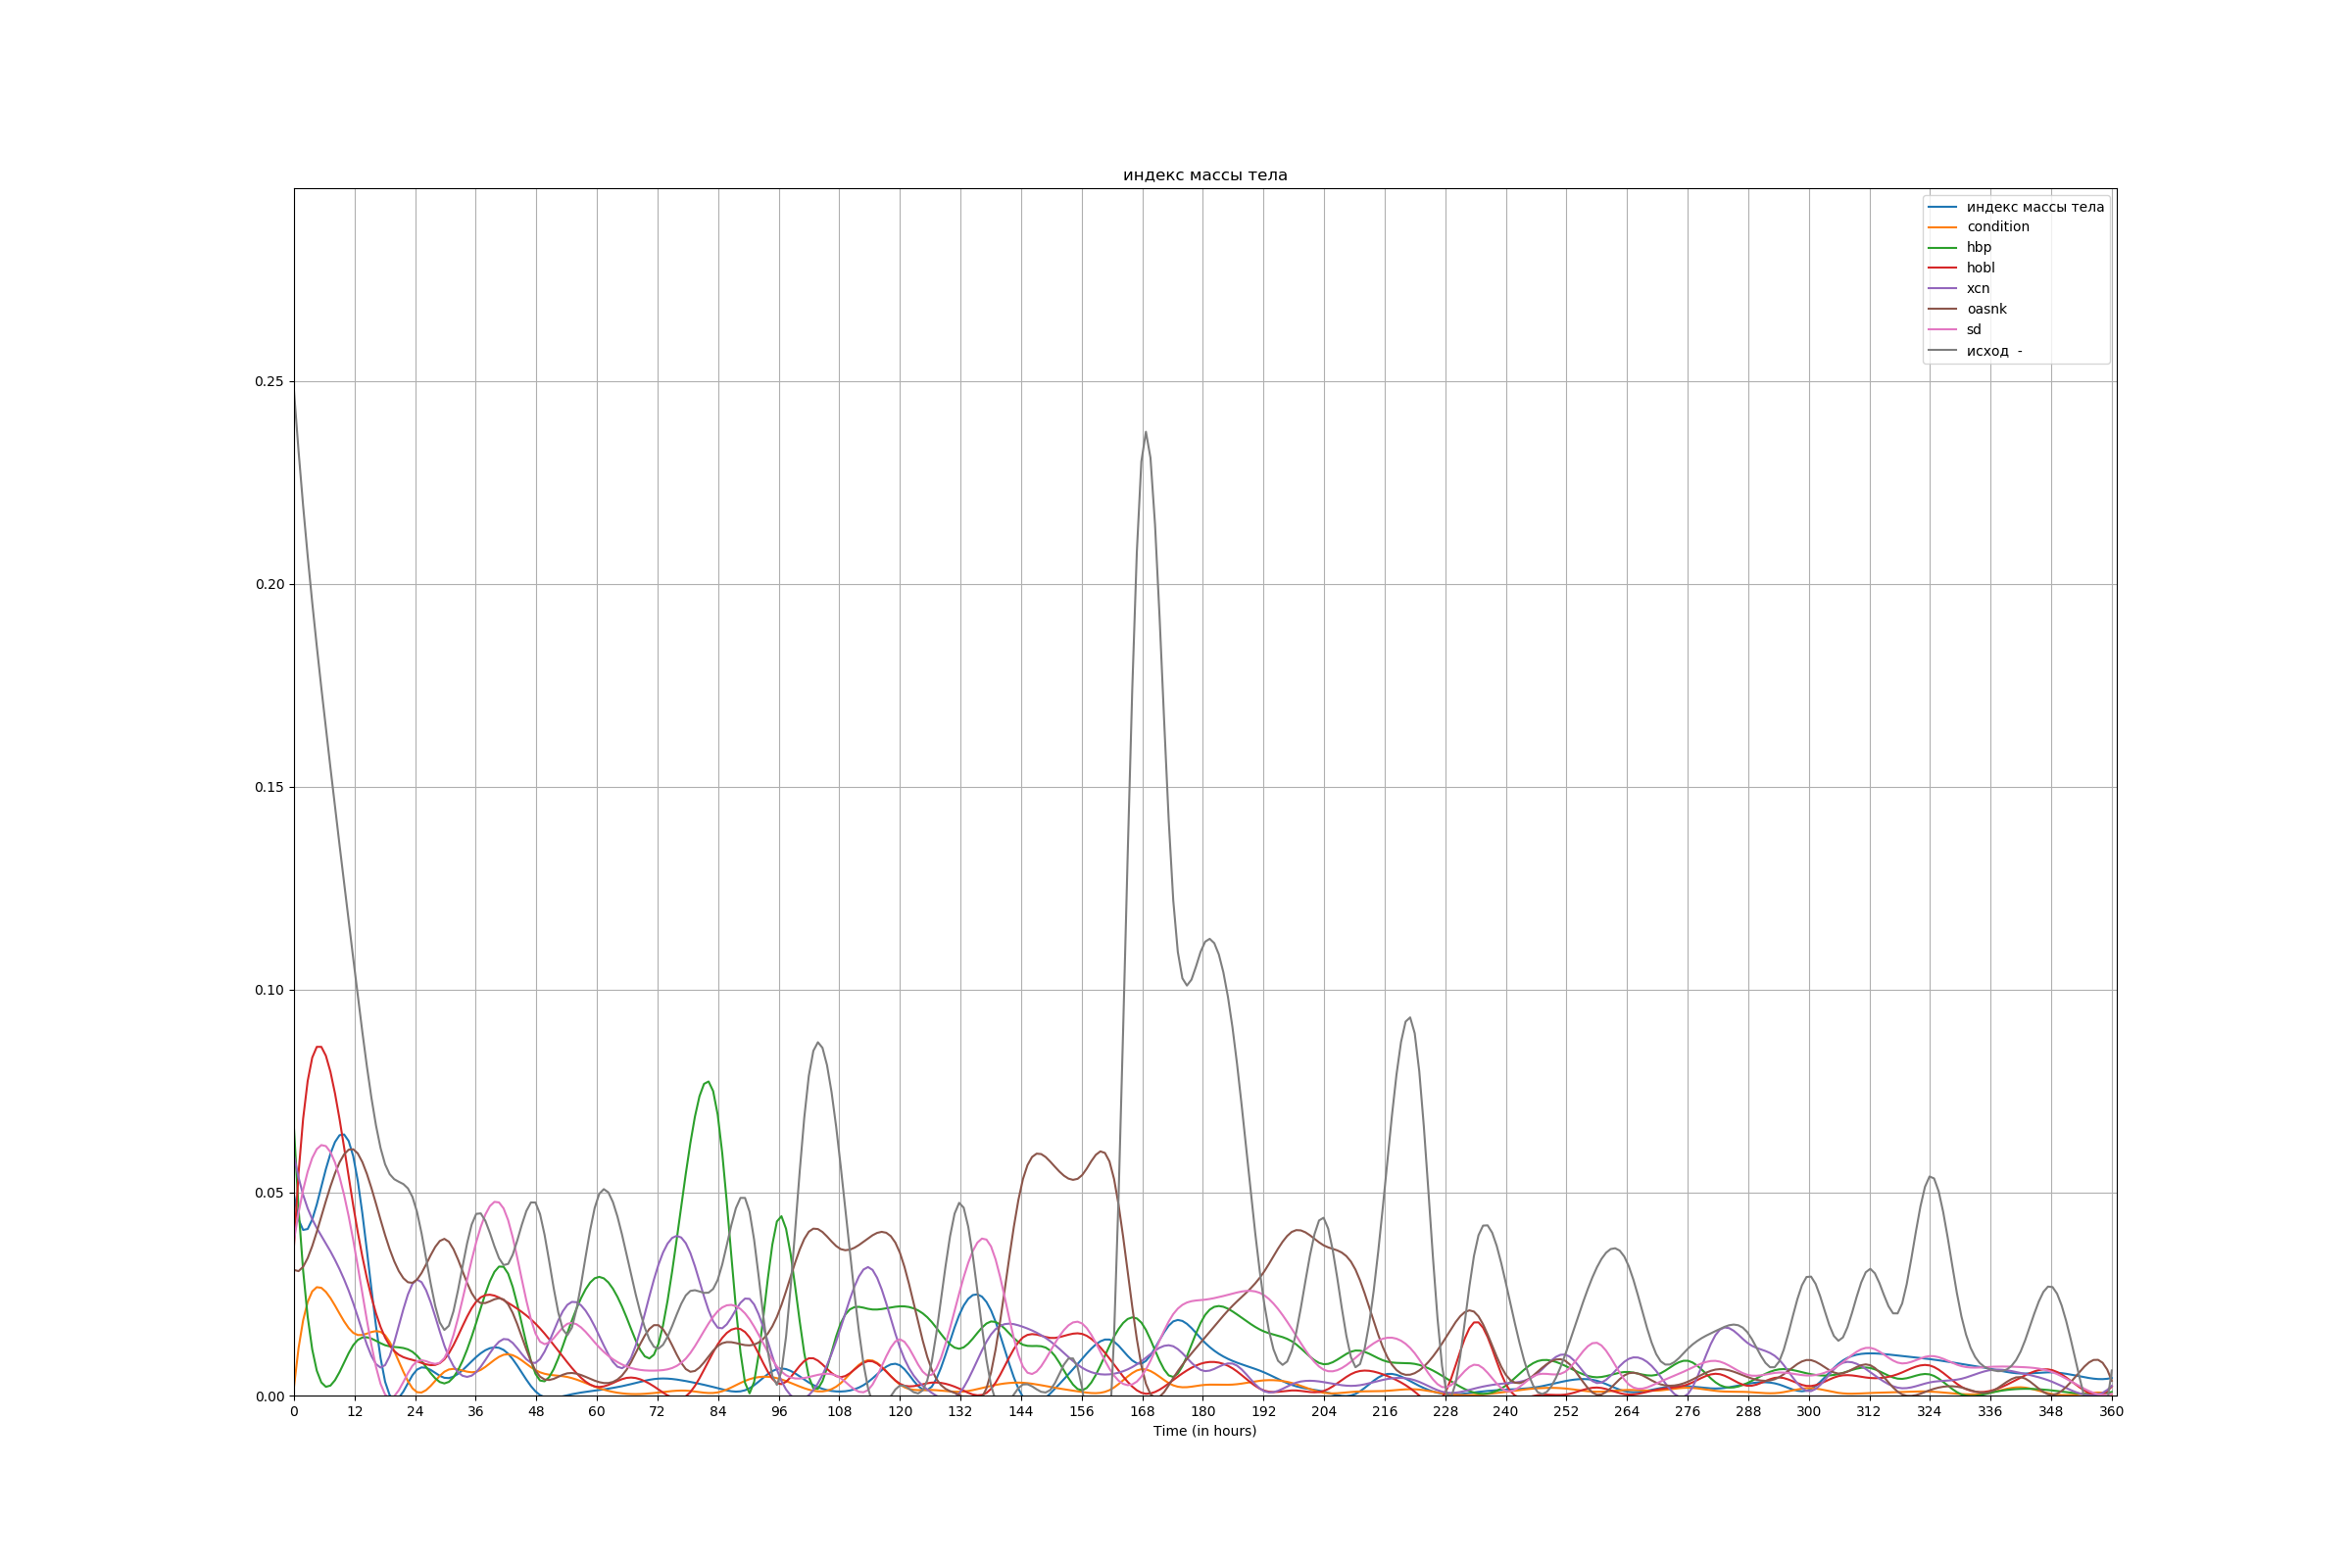 индекс массы тела
индекс массы тела
condition
hbp
hobl
xcn
oasnk
sd
исход  -
0.25
0.20
0.15
0.10
0.05
0.00
0 12 24 36 48 60 72 84 96 108 120 132 144 156 168 180 192 204 216 228 240 252 264 276 288 300 312 324 336 348 360
Time (in hours)